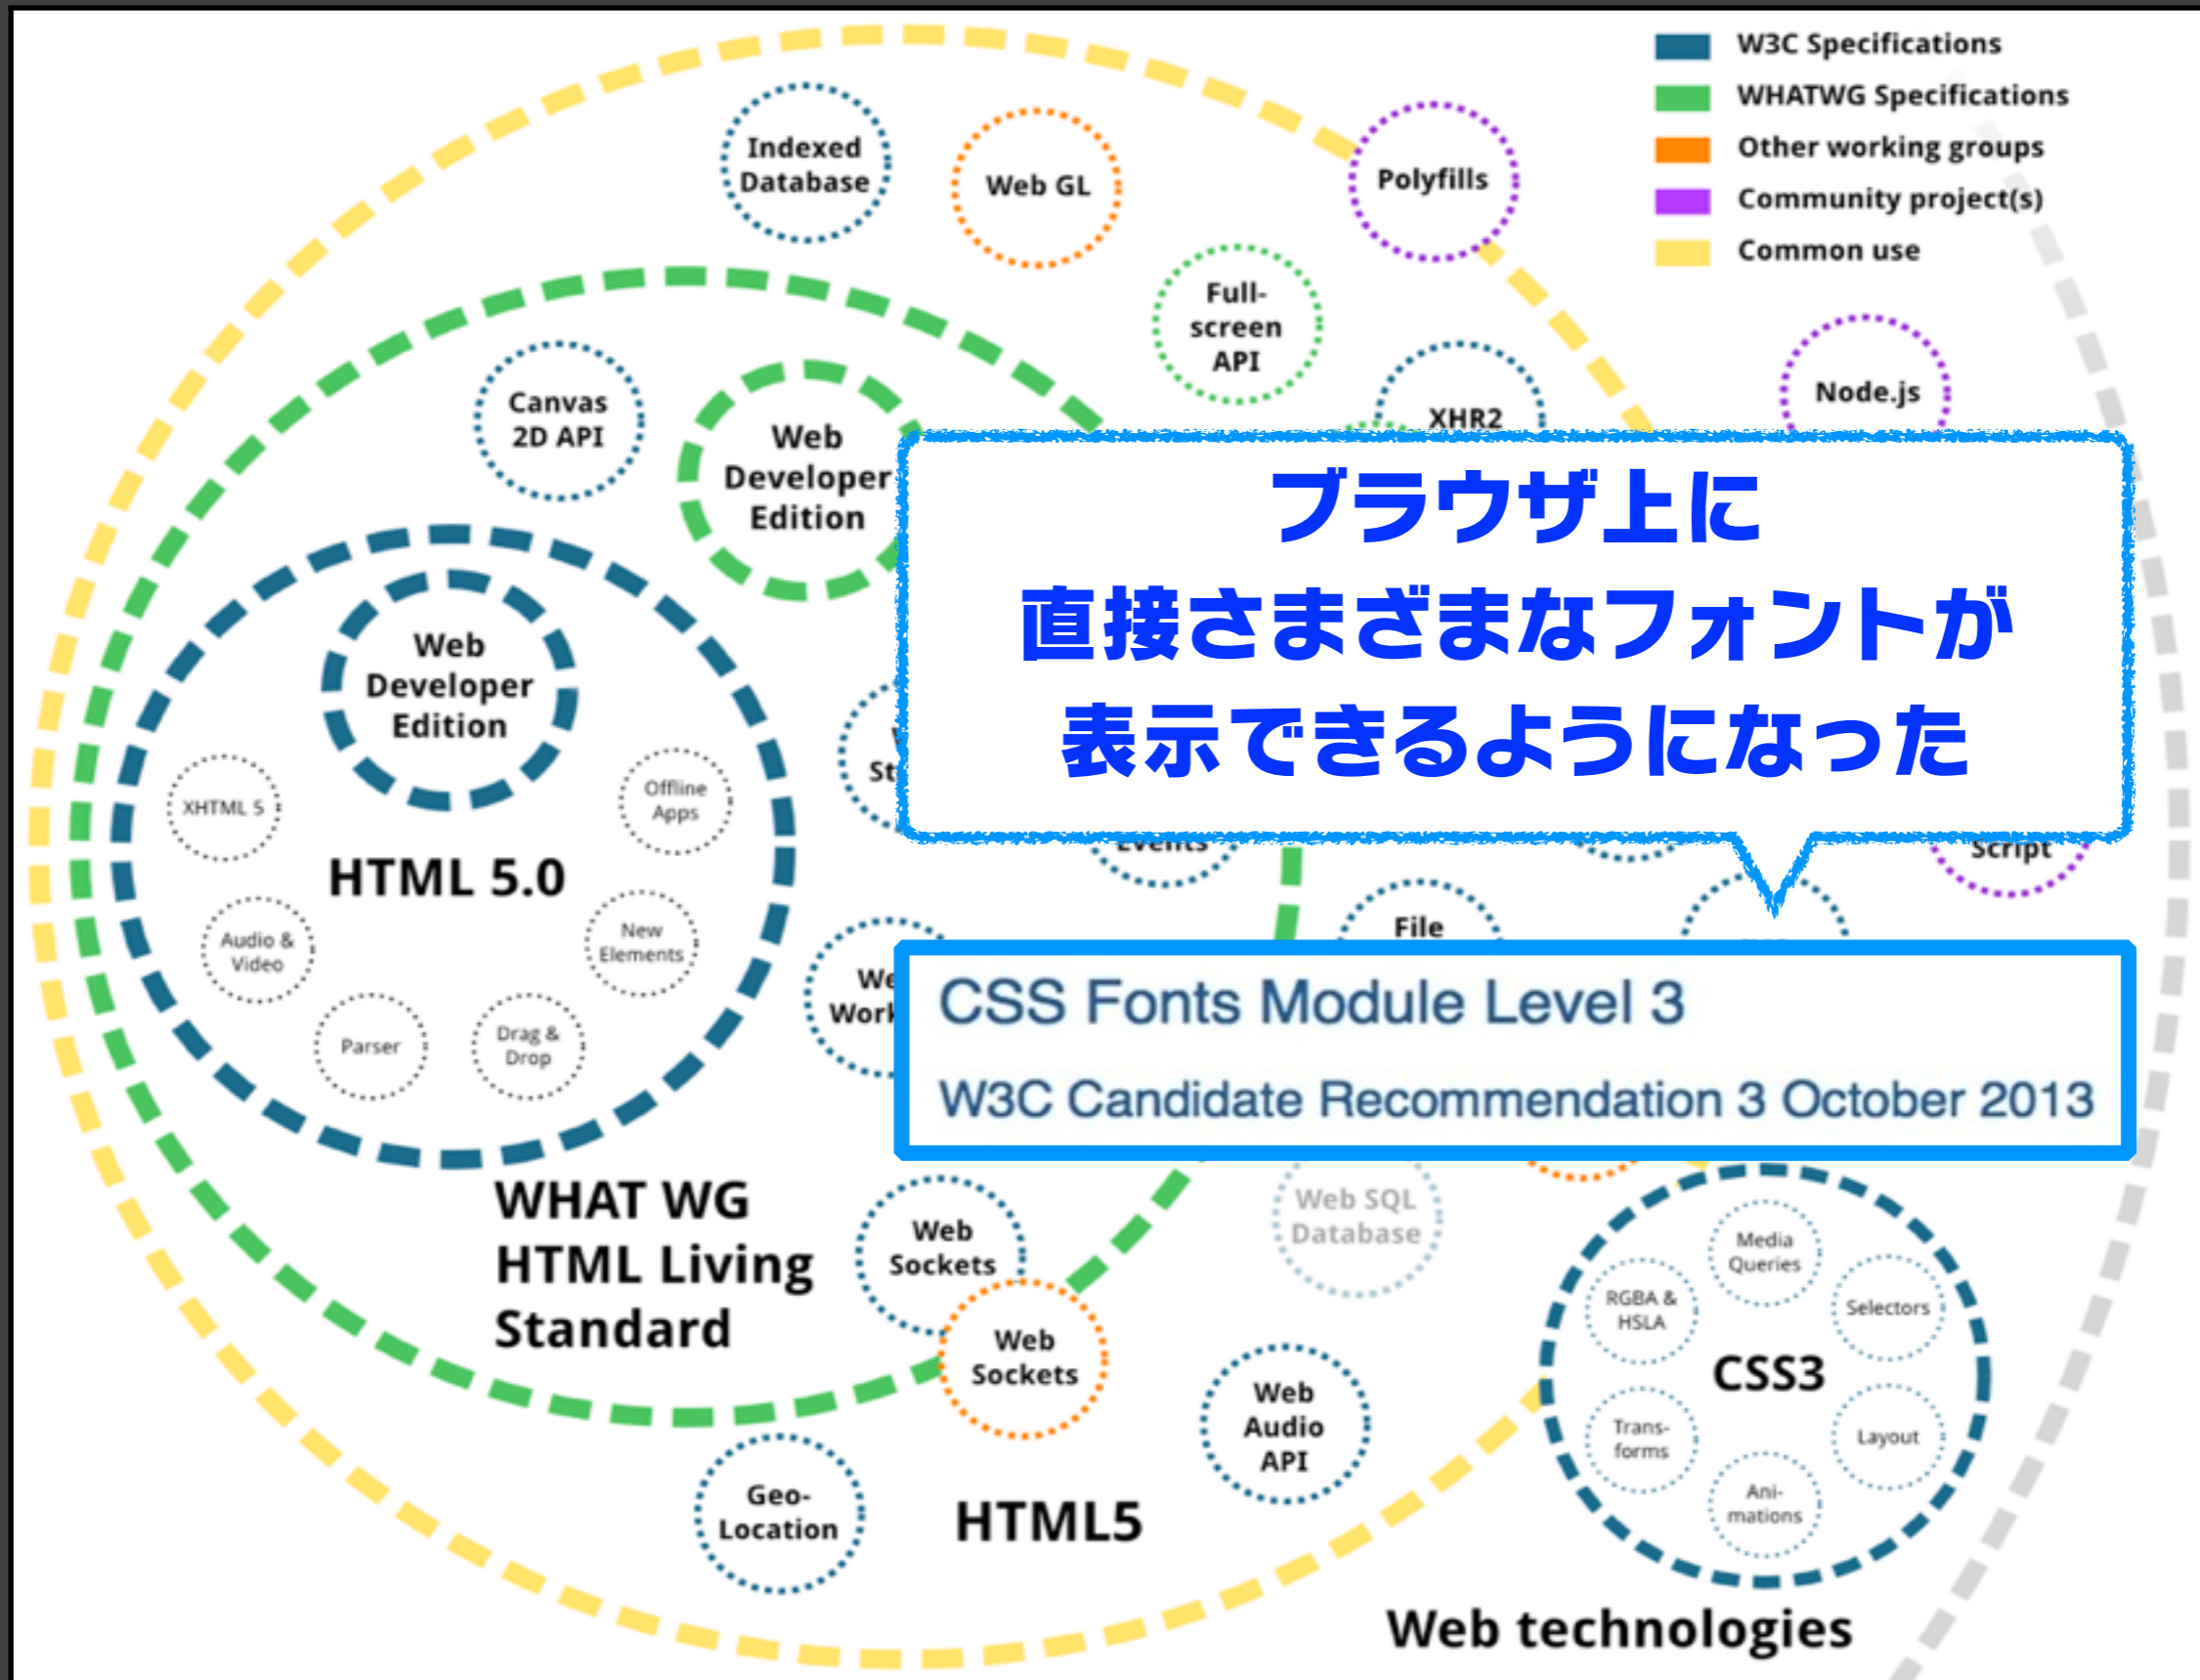 W3C Specifications
WHATWG Specifications
Other working groups
Community project(s)
Common use
Indexed
Database
Web GL
Polyfills
Full-
screen
API
XHR2
Node.js
Canvas
2D API
Web
Developer
Edition
ブラウザ上に
直接さまざまなフォントが
表示できるようになった
Web
Developer
Edition
XHTML 5
Offline
Apps
HTML 5.0
Audio &
Video
New
Elements
Parser
Drag &
Drop
Events
Script
File
CSS Fonts Module Level 3
W3C Candidate Recommendation 3 October 2013
WHAT WG
HTML Living
Standard
Web
Sockets
Web
Sockets
Web SQL
Database
Media
Queries
RGBA &
HSLA
Selectors
CSS3
Trans-
forms
Layout
Ani-
mations
Web
Audio
API
Geo-
Location
HTML5
Web technologies